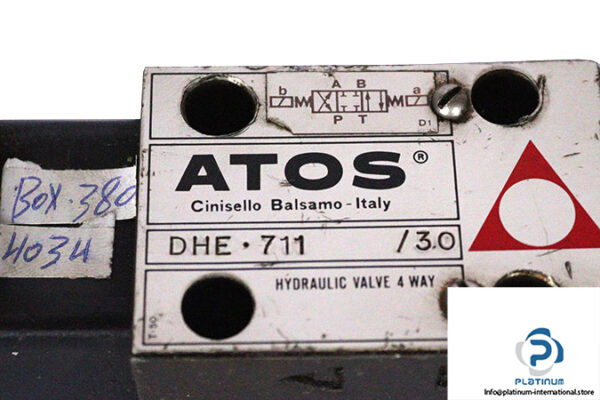 b A B a
P T
D1
ATOS®
Cinisello Balsamo - Italy
DHE • 711 /3.0
HYDRAULIC VALVE 4 WAY
T-50
BOX.380
4034
PLATINUM
Info@platinum-international.store